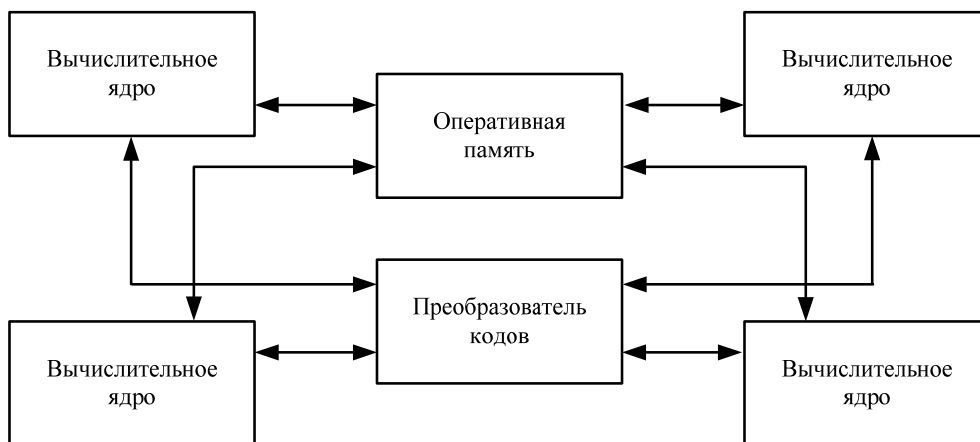 Вычислительное
ядро
Оперативная
память
Вычислительное
ядро
Преобразователь
кодов
Вычислительное
ядро
Вычислительное
ядро